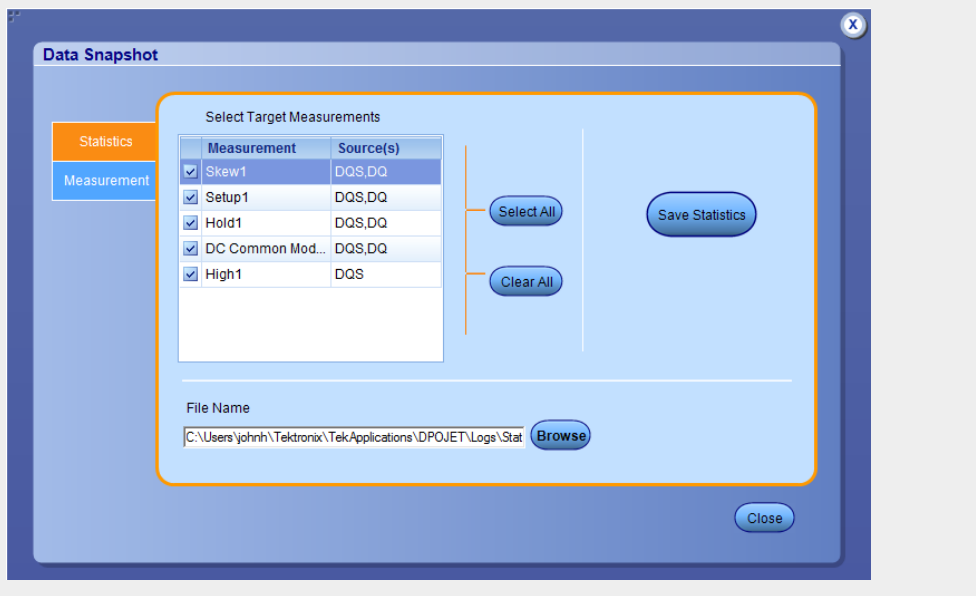 X
Data Snapshot
Statistics
Measurement
Select Target Measurements
Measurement Source(s)
Skew1 DQS,DQ
Setup1 DQS,DQ
Hold1 DQS,DQ
DC Common Mod... DQS,DQ
High1 DQS
Select All
Clear All
Save Statistics
File Name
C:\Users\johnh\Tektronix\TekApplications\DPOJET\Logs\Stat
Browse
Close